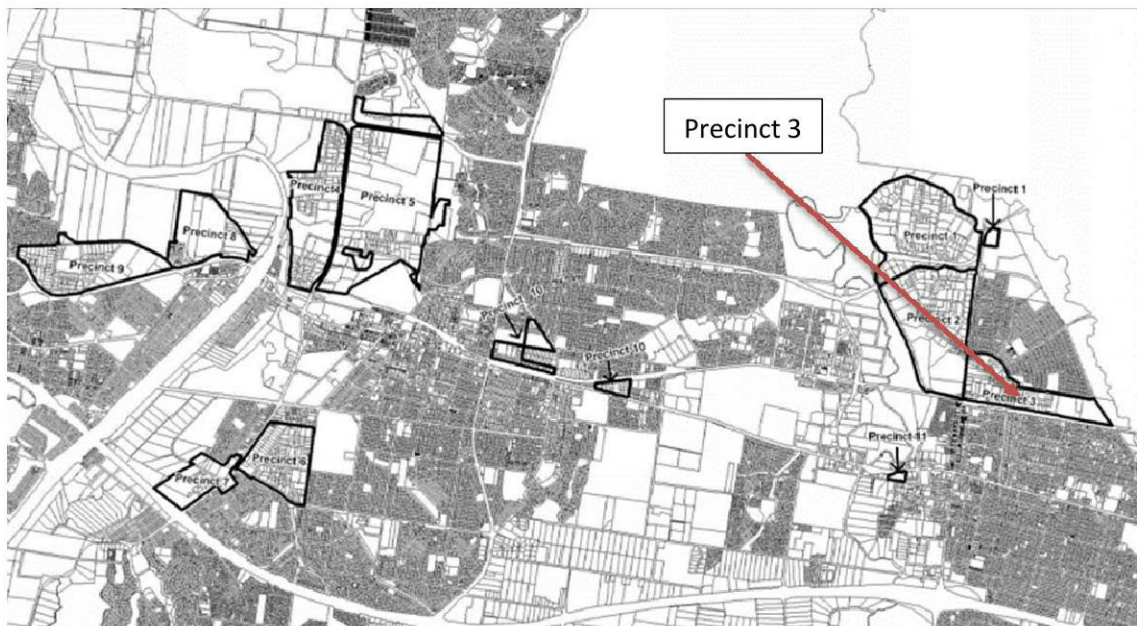 Precinct 3
Precinct 1
Precinct 4
Precinct 5
Precinct 8
Precinct 1
Precinct 9
Precinct 10
Precinct 2
Precinct 10
Precinct 3
Precinct 11
Precinct 6
Precinct 7